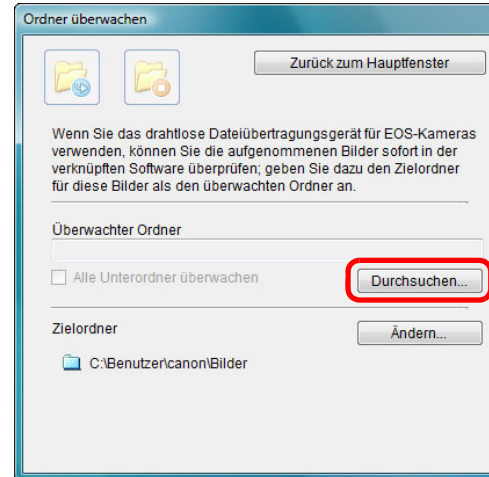 Ordner überwachen
Zurück zum Hauptfenster
Wenn Sie das drahtlose Dateiübertragungsgerät für EOS-Kameras
verwenden, können Sie die aufgenommenen Bilder sofort in der
verknüpften Software überprüfen; geben Sie dazu den Zielordner
für diese Bilder als den überwachten Ordner an.
Überwachter Ordner
Alle Unterordner überwachen
Durchsuchen...
Zielordner
Ändern...
C:\Benutzer\canon\Bilder